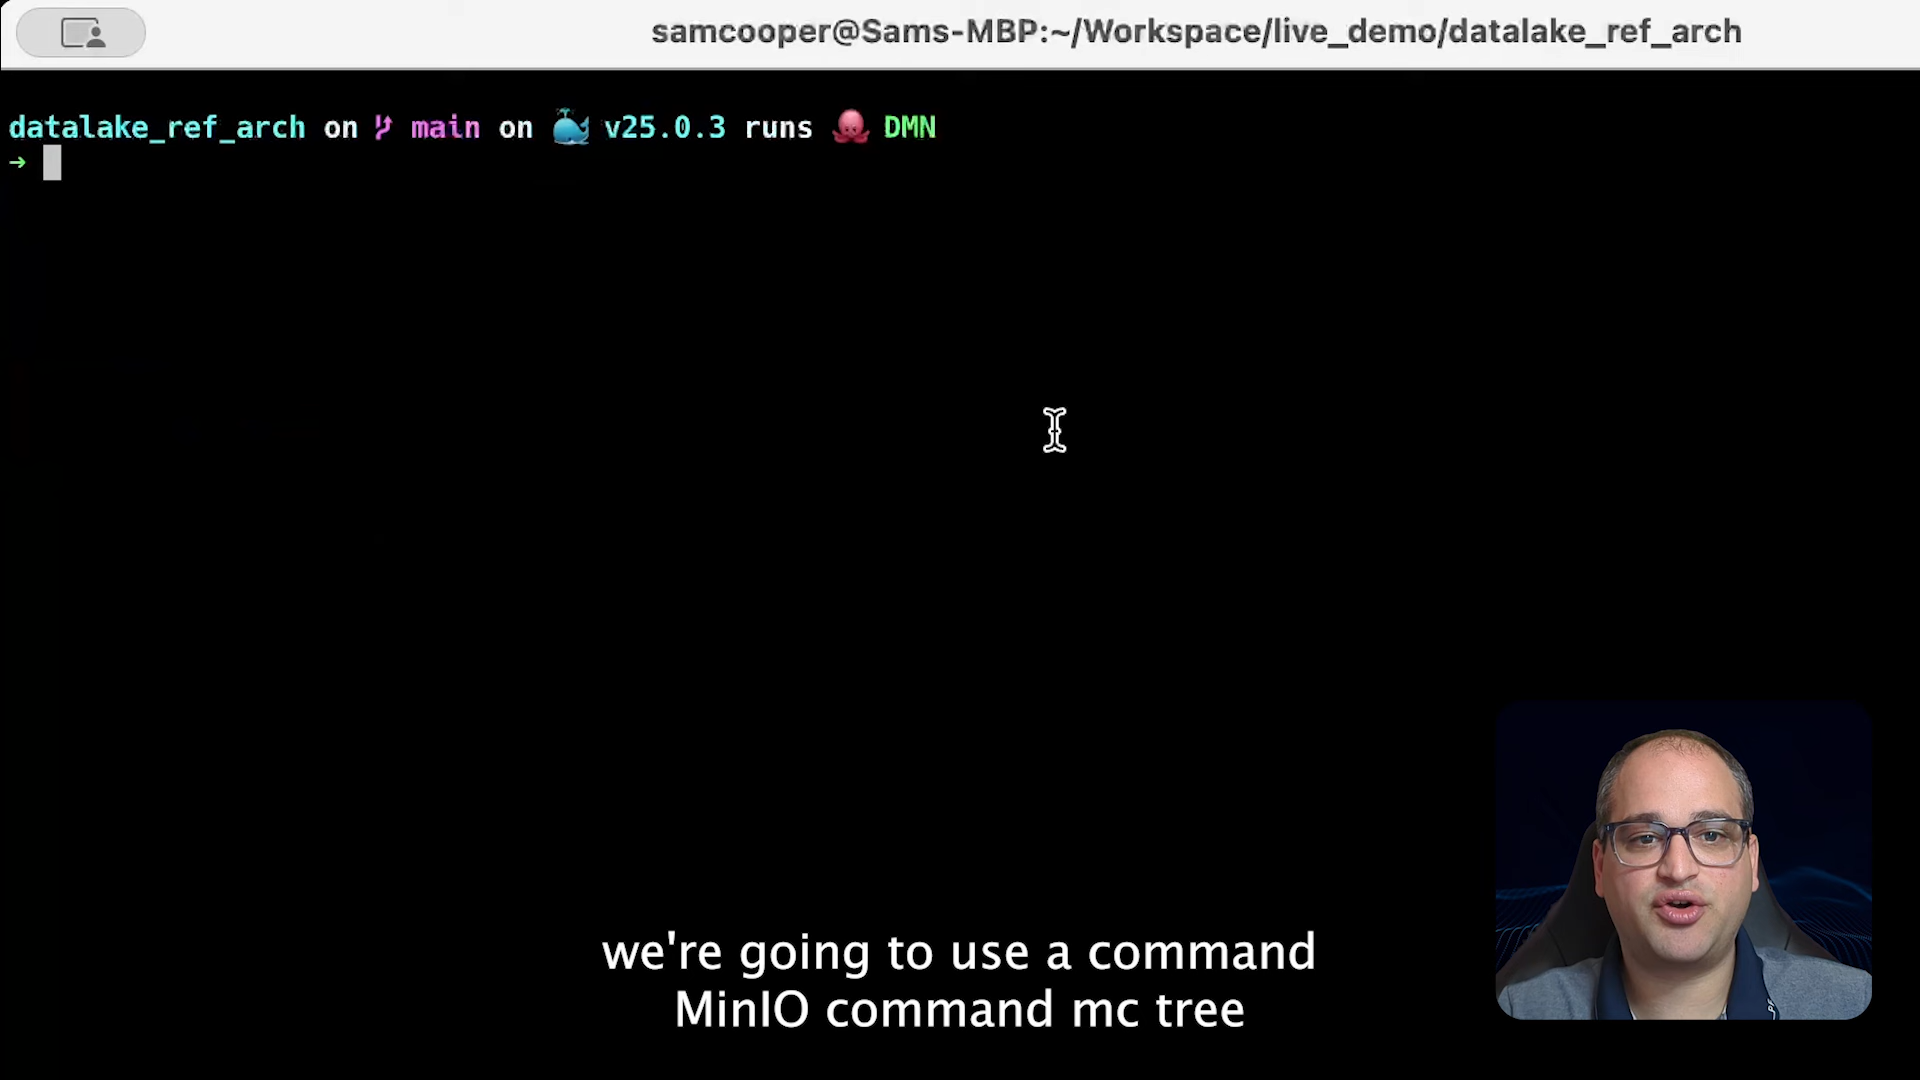 samcooper@Sams-MBP:~/Workspace/live_demo/datalake_ref_arch
datalake_ref_arch on main on 🐳 v25.0.3 runs 🐙 DMN
→
we're going to use a command
MinIO command mc tree